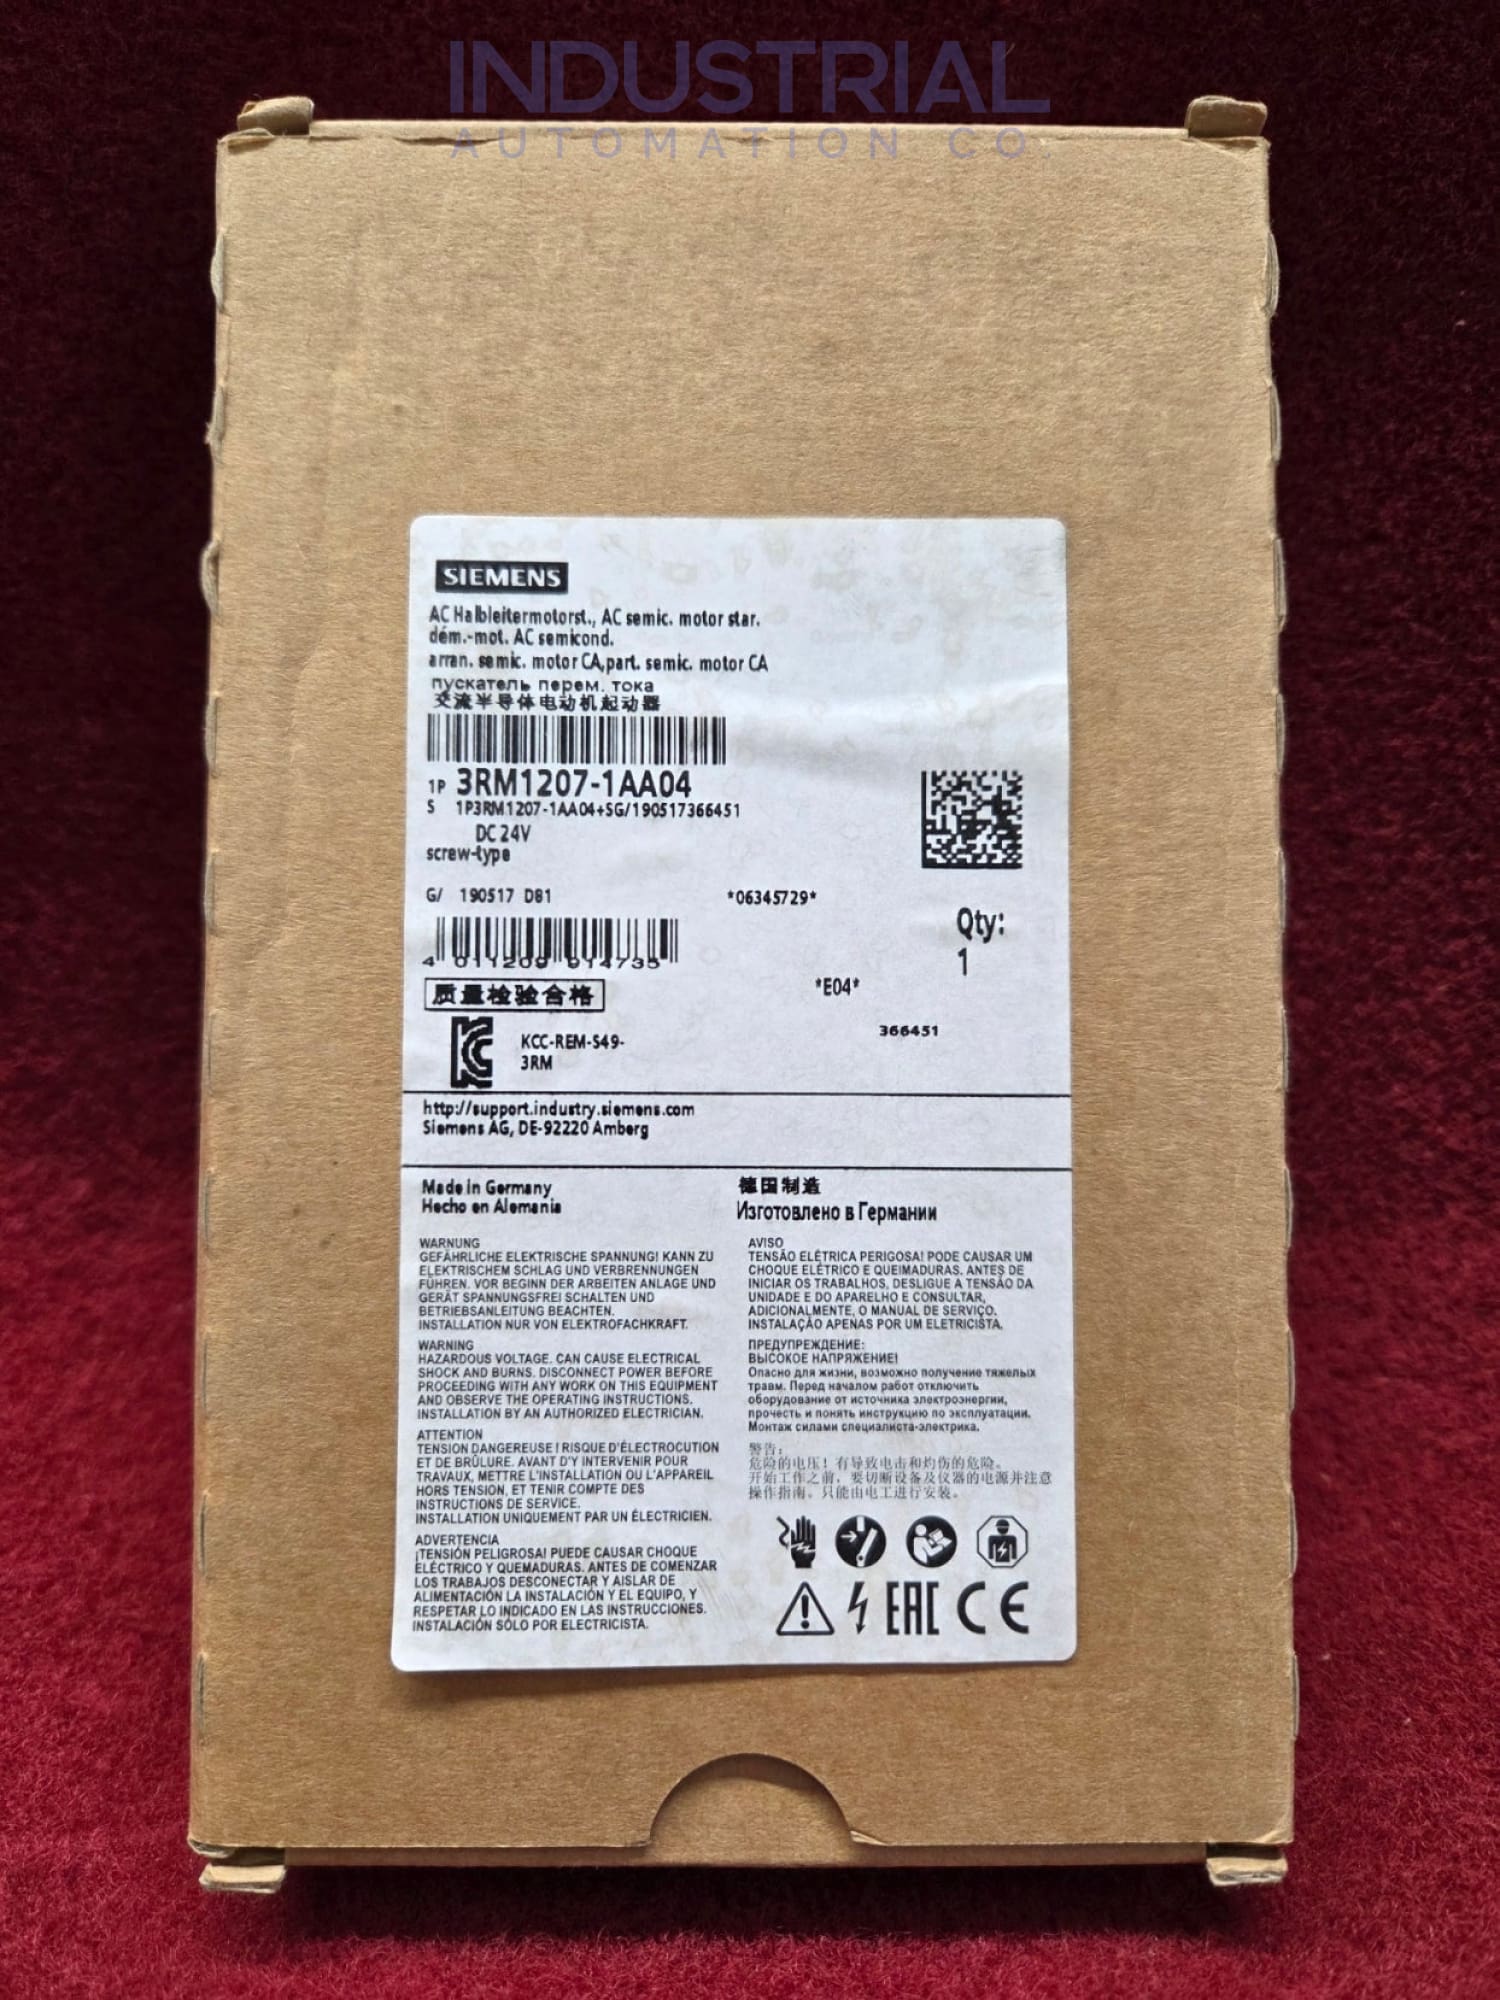 INDUSTRIAL
AUTOMATION CO.
SIEMENS
AC Halbleitermotorst., AC semic. motor star.
dém.-mot. AC semicond.
arran. semic. motor CA,part. semic. motor CA
пускатель перем. тока
交流半导体电动机起动器
1P 3RM1207-1AA04
S 1P3RM1207-1AA04+SG/190517366451
DC 24V
screw-type
G/ 190517 D81 *06345729*
Qty:
1
4 011209 914735
*E04*
质量检验合格
366451
KCC-REM-S49-
3RM
http://support.industry.siemens.com
Siemens AG, DE-92220 Amberg
Made in Germany
Hecho en Alemania
德国制造
Изготовлено в Германии
WARNUNG
GEFÄHRLICHE ELEKTRISCHE SPANNUNG! KANN ZU
ELEKTRISCHEM SCHLAG UND VERBRENNUNGEN
FÜHREN. VOR BEGINN DER ARBEITEN ANLAGE UND
GERÄT SPANNUNGSFREI SCHALTEN UND
BETRIEBSANLEITUNG BEACHTEN.
INSTALLATION NUR VON ELEKTROFACHKRAFT.
WARNING
HAZARDOUS VOLTAGE. CAN CAUSE ELECTRICAL
SHOCK AND BURNS. DISCONNECT POWER BEFORE
PROCEEDING WITH ANY WORK ON THIS EQUIPMENT
AND OBSERVE THE OPERATING INSTRUCTIONS.
INSTALLATION BY AN AUTHORIZED ELECTRICIAN.
ATTENTION
TENSION DANGEREUSE ! RISQUE D'ÉLECTROCUTION
ET DE BRÛLURE. AVANT D'Y INTERVENIR POUR
TRAVAUX, METTRE L'INSTALLATION OU L'APPAREIL
HORS TENSION, ET TENIR COMPTE DES
INSTRUCTIONS DE SERVICE.
INSTALLATION UNIQUEMENT PAR UN ÉLECTRICIEN.
ADVERTENCIA
¡TENSIÓN PELIGROSA! PUEDE CAUSAR CHOQUE
ELÉCTRICO Y QUEMADURAS. ANTES DE COMENZAR
LOS TRABAJOS DESCONECTAR Y AISLAR DE
ALIMENTACIÓN LA INSTALACIÓN Y EL EQUIPO, Y
RESPETAR LO INDICADO EN LAS INSTRUCCIONES.
INSTALACIÓN SÓLO POR ELECTRICISTA.
AVISO
TENSÃO ELÉTRICA PERIGOSA! PODE CAUSAR UM
CHOQUE ELÉTRICO E QUEIMADURAS. ANTES DE
INICIAR OS TRABALHOS, DESLIGUE A TENSÃO DA
UNIDADE E DO APARELHO E CONSULTAR,
ADICIONALMENTE, O MANUAL DE SERVIÇO.
INSTALAÇÃO APENAS POR UM ELETRICISTA.
ПРЕДУПРЕЖДЕНИЕ:
ВЫСОКОЕ НАПРЯЖЕНИЕ!
Опасно для жизни, возможно получение тяжелых
травм. Перед началом работ отключить
оборудование от источника электроэнергии,
прочесть и понять инструкцию по эксплуатации.
Монтаж силами специалиста-электрика.
警告:
危险的电压! 有导致电击和灼伤的危险。
开始工作之前, 要切断设备及仪器的电源并注意
操作指南。只能由电工进行安装。
EAC CE